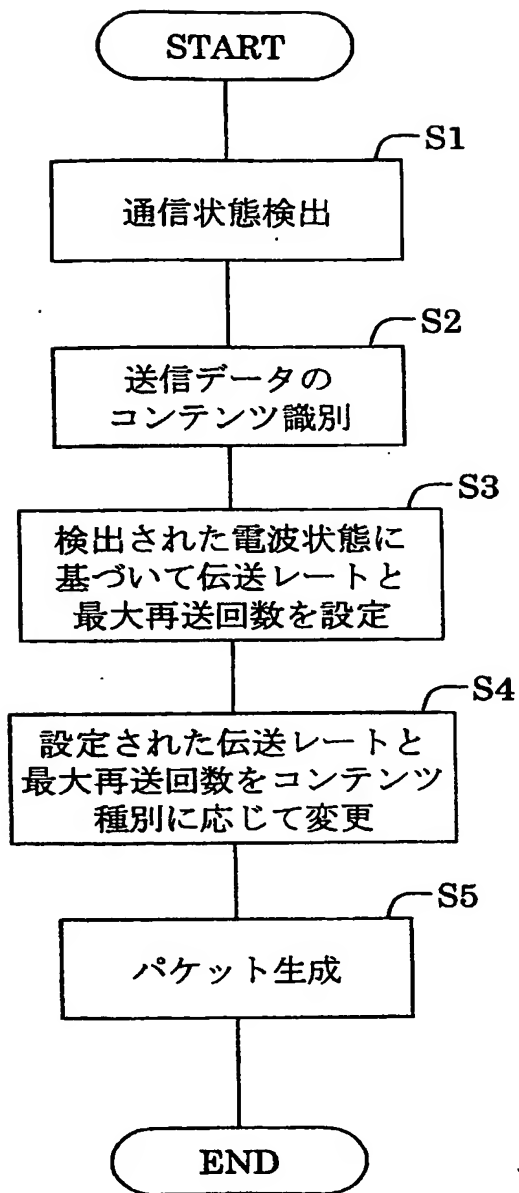 START
S1
通信状態検出
S2
送信データの
コンテンツ識別
S3
検出された電波状態に
基づいて伝送レートと
最大再送回数を設定
S4
設定された伝送レートと
最大再送回数をコンテンツ
種別に応じて変更
S5
パケット生成
END